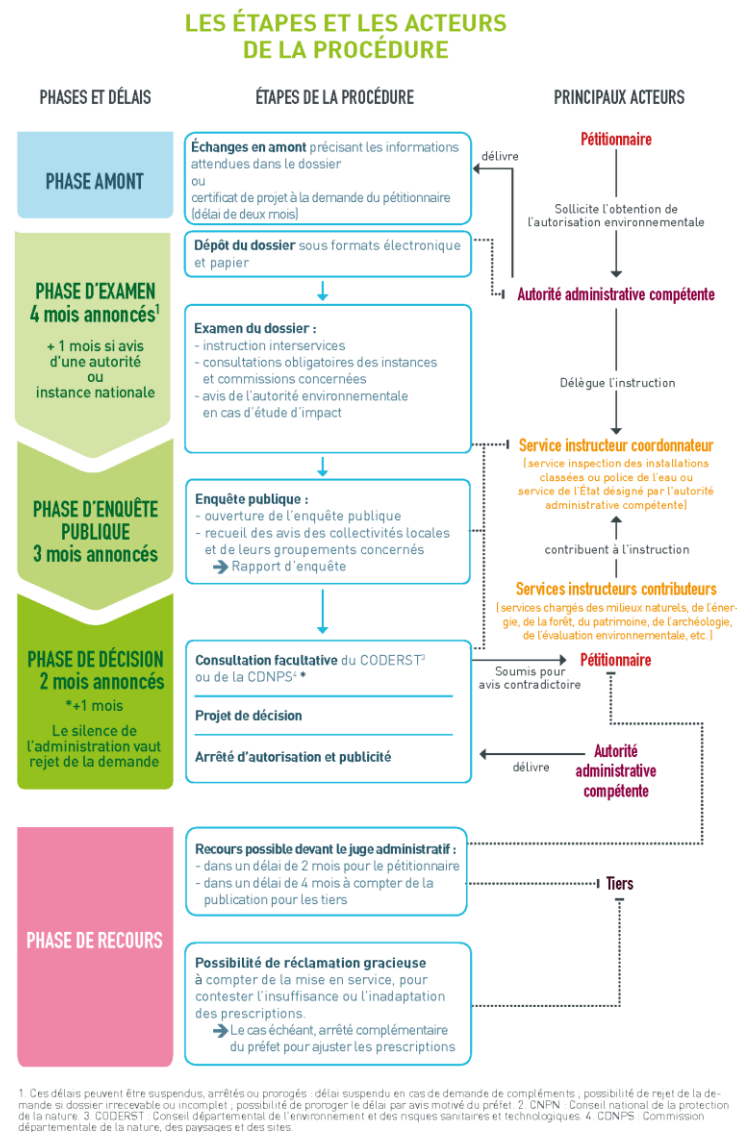 LES ÉTAPES ET LES ACTEURS
DE LA PROCÉDURE
PHASES ET DÉLAIS
ÉTAPES DE LA PROCÉDURE
PRINCIPAUX ACTEURS
PHASE AMONT
Échanges en amont précisant les informations
attendues dans le dossier
ou
certificat de projet à la demande du pétitionnaire
(délai de deux mois)
délivre
Pétitionnaire
Sollicite l'obtention de
l'autorisation environnementale
PHASE D'EXAMEN
4 mois annoncés1
+ 1 mois si avis
d'une autorité
ou
instance nationale
Dépôt du dossier sous formats électronique
et papier
Autorité administrative compétente
Examen du dossier :
- instruction interservices
- consultations obligatoires des instances
et commissions concernées
- avis de l'autorité environnementale
en cas d'étude d'impact
Délègue l'instruction
Service instructeur coordonnateur
(service inspection des installations
classées ou police de l'eau ou
service de l'État désigné par l'autorité
administrative compétente)
PHASE D'ENQUÊTE
PUBLIQUE
3 mois annoncés
Enquête publique :
- ouverture de l'enquête publique
- recueil des avis des collectivités locales
et de leurs groupements concernés
➔ Rapport d'enquête
contribuent à l'instruction
Services instructeurs contributeurs
(services chargés des milieux naturels, de l'éner-
gie, de la forêt, du patrimoine, de l'archéologie,
de l'évaluation environnementale, etc.)
PHASE DE DÉCISION
2 mois annoncés
*+1 mois
Le silence de
l'administration vaut
rejet de la demande
Consultation facultative du CODERST3
ou de la CDNPS4 *
Projet de décision
Arrêté d'autorisation et publicité
Soumis pour
avis contradictoire
Pétitionnaire
délivre
Autorité
administrative
compétente
PHASE DE RECOURS
Recours possible devant le juge administratif :
- dans un délai de 2 mois pour le pétitionnaire
- dans un délai de 4 mois à compter de la
publication pour les tiers
Tiers
Possibilité de réclamation gracieuse
à compter de la mise en service, pour
contester l'insuffisance ou l'inadaptation
des prescriptions.
➔ Le cas échéant, arrêté complémentaire
du préfet pour ajuster les prescriptions
1. Ces délais peuvent être suspendus, arrêtés ou prorogés : délai suspendu en cas de demande de compléments ; possibilité de rejet de la de-
mande si dossier irrecevable ou incomplet ; possibilité de proroger le délai par avis motivé du préfet. 2. CNPN : Conseil national de la protection
de la nature. 3. CODERST : Conseil départemental de l'environnement et des risques sanitaires et technologiques. 4. CDNPS : Commission
départementale de la nature, des paysages et des sites.